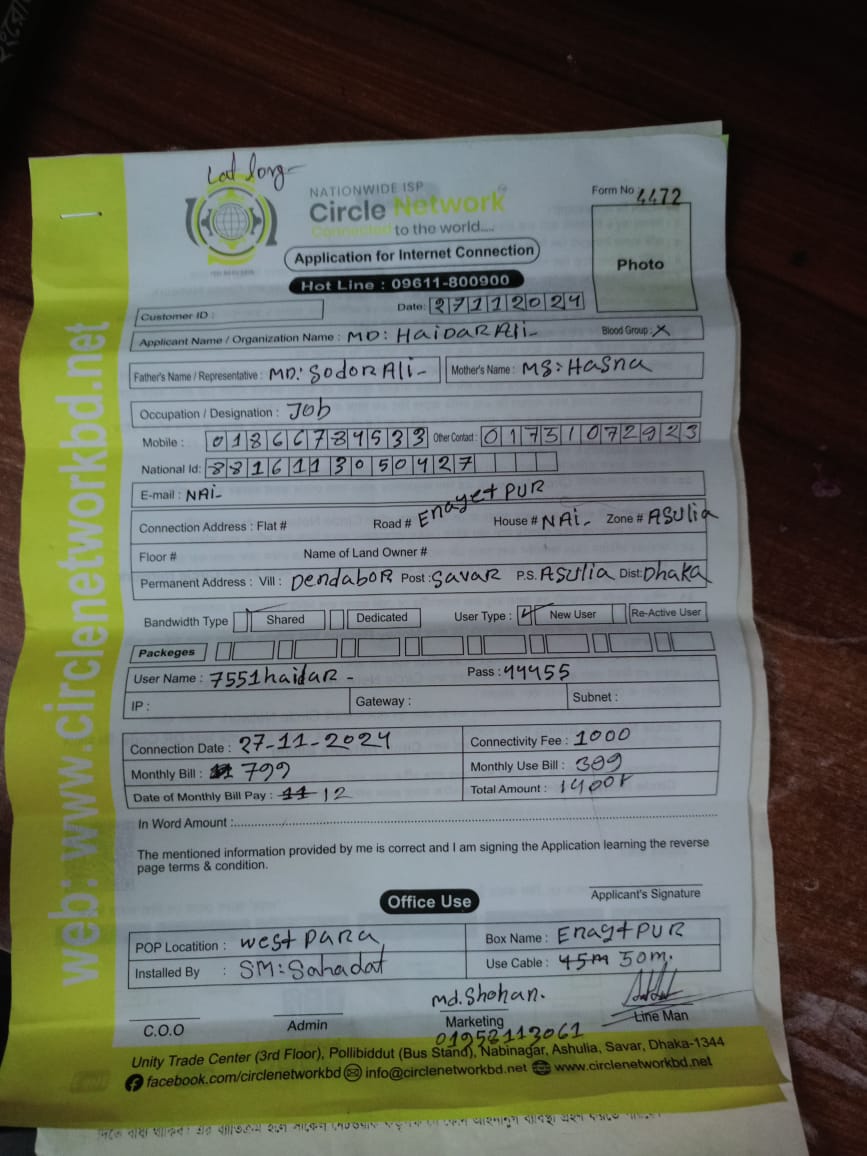 Lat long-
NATIONWIDE ISP
Circle Network
Connected to the world.....
Form No 4472
Application for Internet Connection
Photo
Hot Line : 09611-800900
Customer ID :
Date: 27112024
Applicant Name / Organization Name : MD: HaiDAR Ali- Blood Group : X
Father's Name / Representative : MD: SodoR Ali- Mother's Name : MS: Hasna
Occupation / Designation : Job
Mobile : 01866784533 Other Contact : 01731072923
National Id: 8816113050427
E-mail : NAi-
Connection Address : Flat # Road # Enayet PUR House # NAi- Zone # ASulia
Floor # Name of Land Owner #
Permanent Address : Vill : DendaboR Post : SavaR P.S. ASulia Dist: Dhaka
Bandwidth Type Shared Dedicated User Type : New User Re-Active User
Packeges
User Name : 7551haidaR - Pass : 44455
IP : Gateway : Subnet :
Connection Date : 27-11-2024 Connectivity Fee : 1000
Monthly Bill : 799 Monthly Use Bill : 399
Date of Monthly Bill Pay : 11 12 Total Amount : 1400
In Word Amount :
The mentioned information provided by me is correct and I am signing the Application learning the reverse
page terms & condition.
Applicant's Signature
Office Use
POP Locatition : west PARA Box Name : Enayt PUR
Installed By : SM: Sahadat Use Cable : 45m 50m.
md. Shohan.
C.O.O Admin Marketing Line Man
01958113061
Unity Trade Center (3rd Floor), Pollibiddut (Bus Stand), Nabinagar, Ashulia, Savar, Dhaka-1344
facebook.com/circlenetworkbd info@circlenetworkbd.net www.circlenetworkbd.net
web: www.circlenetworkbd.net